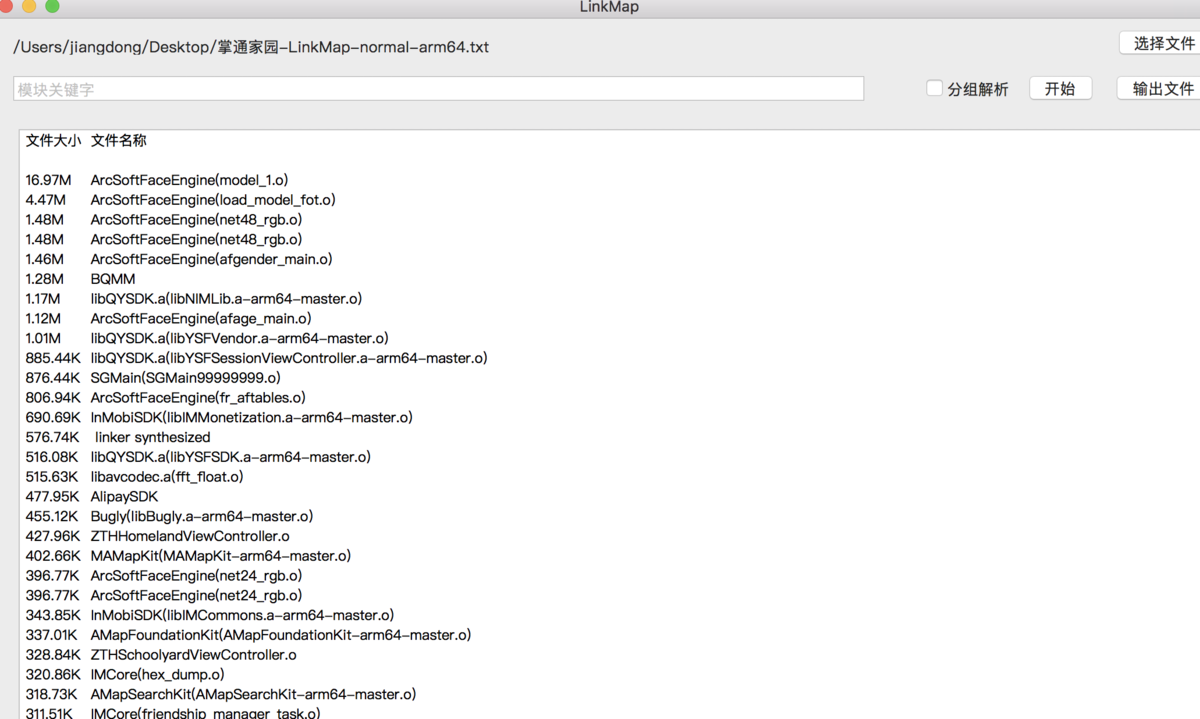 LinkMap
/Users/jiangdong/Desktop/掌通家园-LinkMap-normal-arm64.txt 选择文件
模块关键字 分组解析 开始 输出文件
文件大小 文件名称
16.97M ArcSoftFaceEngine(model_1.o)
4.47M ArcSoftFaceEngine(load_model_fot.o)
1.48M ArcSoftFaceEngine(net48_rgb.o)
1.48M ArcSoftFaceEngine(net48_rgb.o)
1.46M ArcSoftFaceEngine(afgender_main.o)
1.28M BQMM
1.17M libQYSDK.a(libNIMLib.a-arm64-master.o)
1.12M ArcSoftFaceEngine(afage_main.o)
1.01M libQYSDK.a(libYSFVendor.a-arm64-master.o)
885.44K libQYSDK.a(libYSFSessionViewController.a-arm64-master.o)
876.44K SGMain(SGMain99999999.o)
806.94K ArcSoftFaceEngine(fr_aftables.o)
690.69K InMobiSDK(libIMMonetization.a-arm64-master.o)
576.74K linker synthesized
516.08K libQYSDK.a(libYSFSDK.a-arm64-master.o)
515.63K libavcodec.a(fft_float.o)
477.95K AlipaySDK
455.12K Bugly(libBugly.a-arm64-master.o)
427.96K ZTHHomelandViewController.o
402.66K MAMapKit(MAMapKit-arm64-master.o)
396.77K ArcSoftFaceEngine(net24_rgb.o)
396.77K ArcSoftFaceEngine(net24_rgb.o)
343.85K InMobiSDK(libIMCommons.a-arm64-master.o)
337.01K AMapFoundationKit(AMapFoundationKit-arm64-master.o)
328.84K ZTHSchoolyardViewController.o
320.86K IMCore(hex_dump.o)
318.73K AMapSearchKit(AMapSearchKit-arm64-master.o)
311.51K IMCore(friendship_manager_task.o)